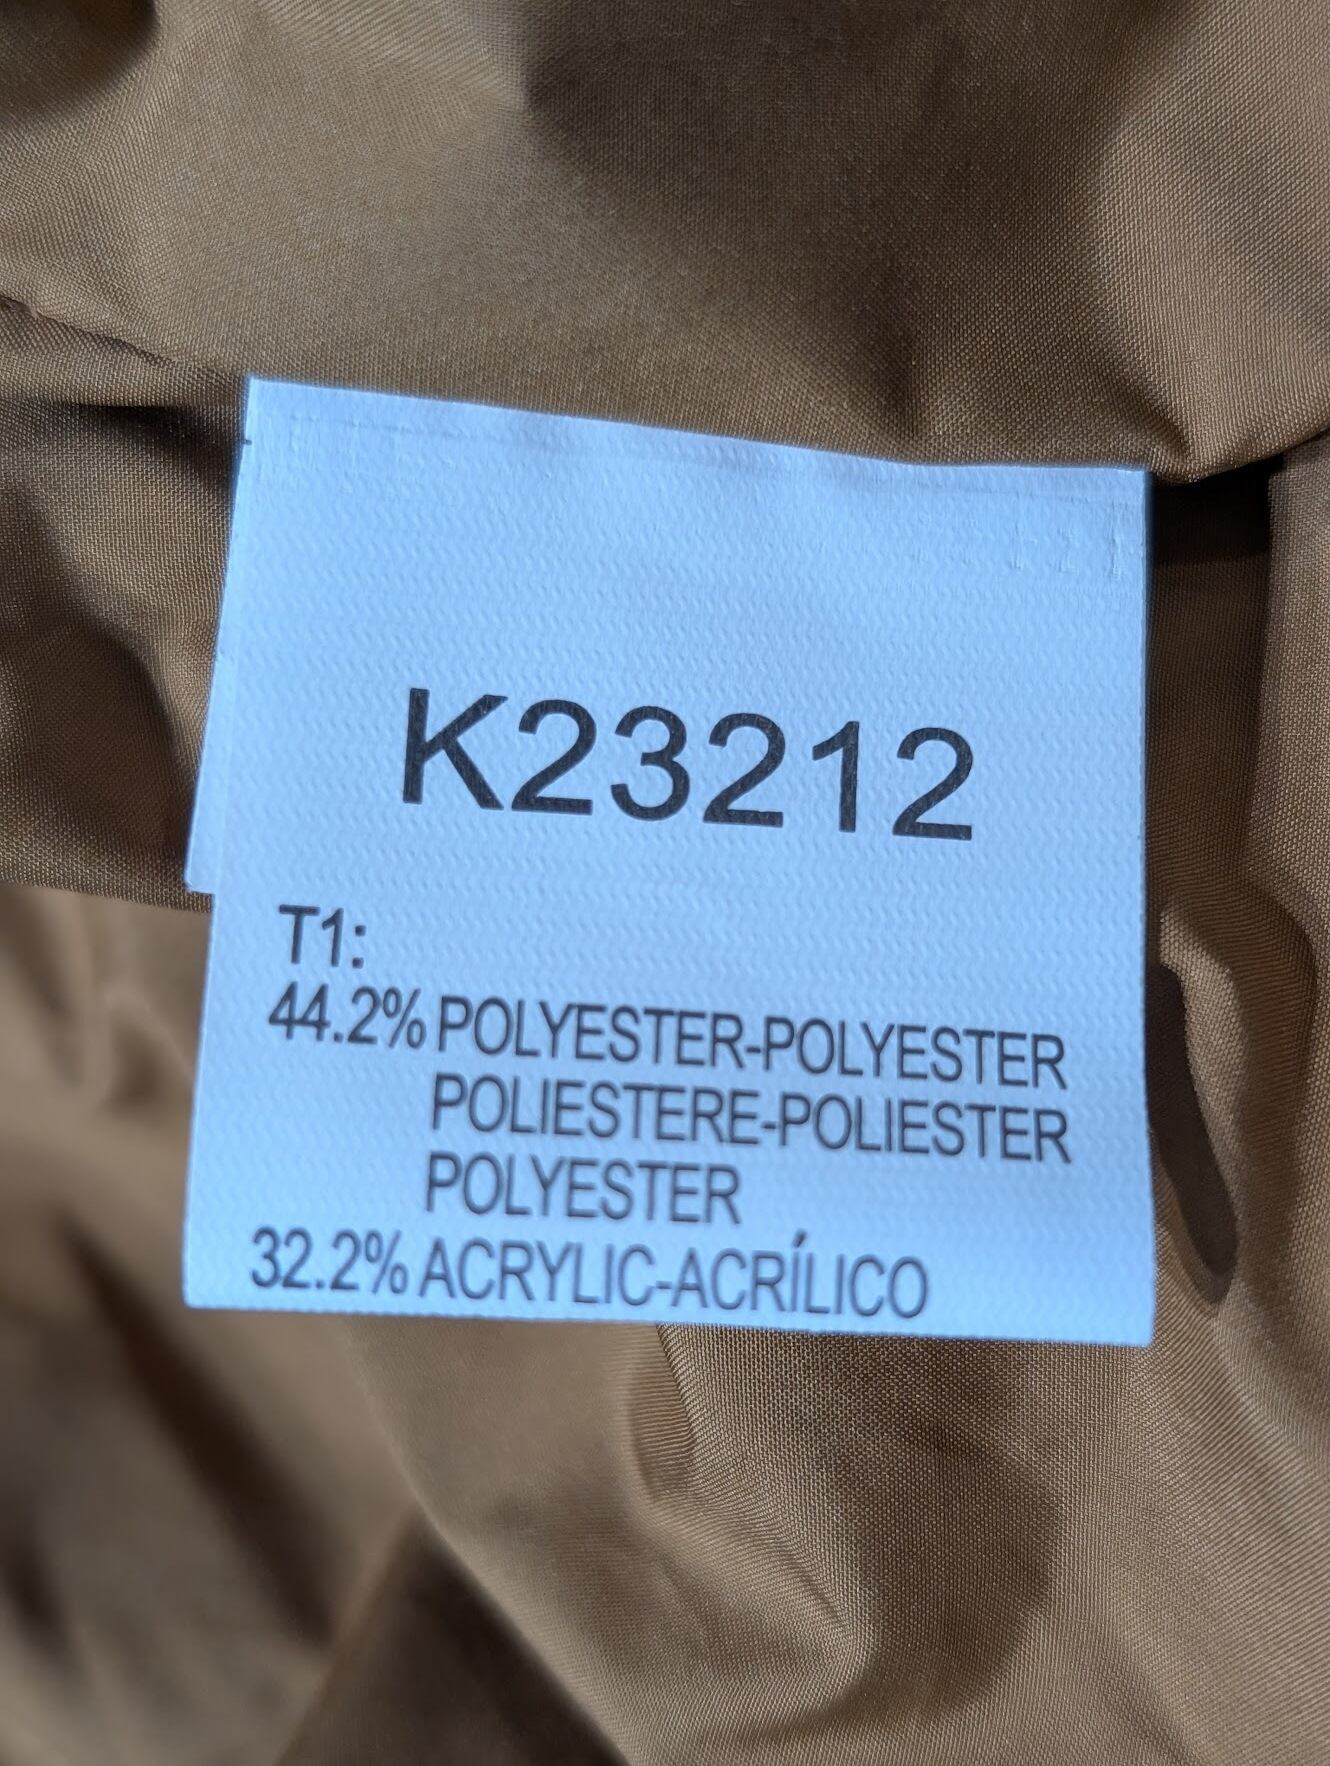 K23212
T1:
44.2% POLYESTER-POLYESTER
POLIESTERE-POLIESTER
POLYESTER
32.2% ACRYLIC-ACRÍLICO